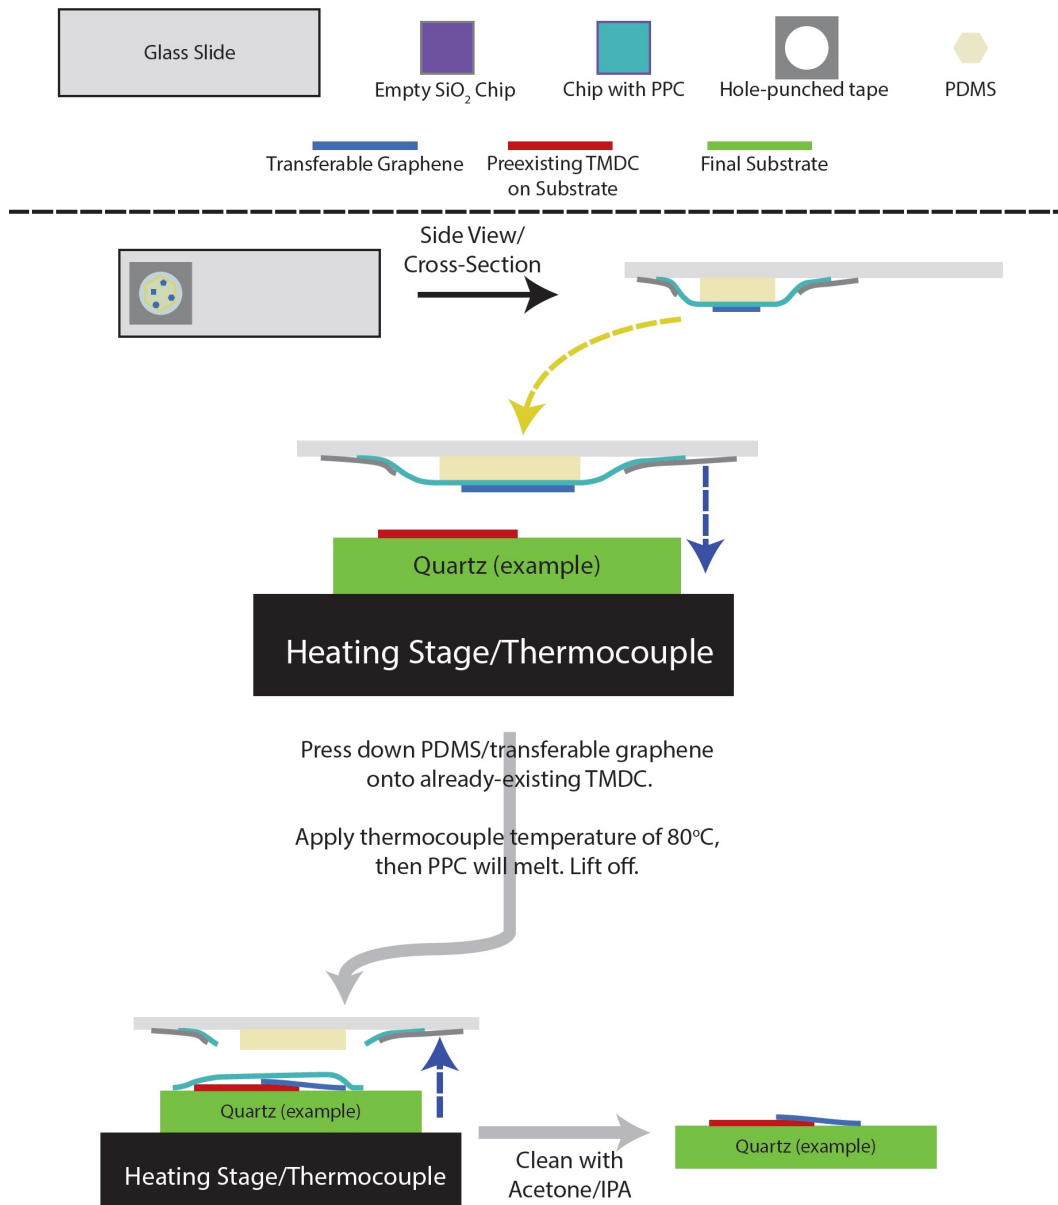 Glass Slide
Empty SiO₂ Chip
Chip with PPC
Hole-punched tape
PDMS
Transferable Graphene
Preexisting TMDC
on Substrate
Final Substrate
Side View/
Cross-Section
Quartz (example)
Heating Stage/Thermocouple
Press down PDMS/transferable graphene
onto already-existing TMDC.
Apply thermocouple temperature of 80°C,
then PPC will melt. Lift off.
Quartz (example)
Heating Stage/Thermocouple
Clean with
Acetone/IPA
Quartz (example)